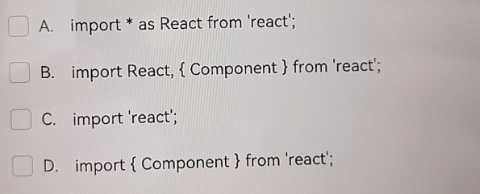 A. import * as React from 'react';
B. import React, { Component } from 'react';
C. import 'react';
D. import { Component } from 'react';